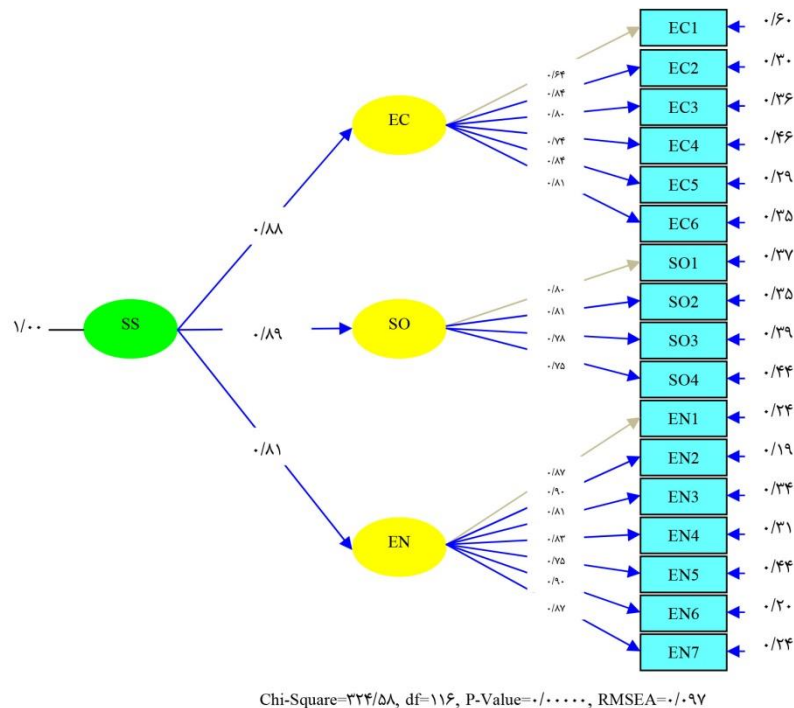 EC1 ۰/۶۰
EC2 ۰/۳۰
EC3 ۰/۳۶
EC4 ۰/۴۶
EC5 ۰/۲۹
EC6 ۰/۳۵
SO1 ۰/۳۷
SO2 ۰/۳۵
SO3 ۰/۳۹
SO4 ۰/۴۴
EN1 ۰/۲۴
EN2 ۰/۱۹
EN3 ۰/۳۴
EN4 ۰/۳۱
EN5 ۰/۴۴
EN6 ۰/۲۰
EN7 ۰/۲۴
۰/۶۴
۰/۸۴
۰/۸۰
۰/۷۴
۰/۸۴
۰/۸۱
۰/۸۰
۰/۸۱
۰/۷۸
۰/۷۵
۰/۸۷
۰/۹۰
۰/۸۱
۰/۸۳
۰/۷۵
۰/۹۰
۰/۸۷
EC
SO
EN
۰/۸۸
۰/۸۹
۰/۸۱
۱/۰۰ SS
Chi-Square=۳۲۴/۵۸, df=۱۱۶, P-Value=۰/۰۰۰۰۰, RMSEA=۰/۰۹۷